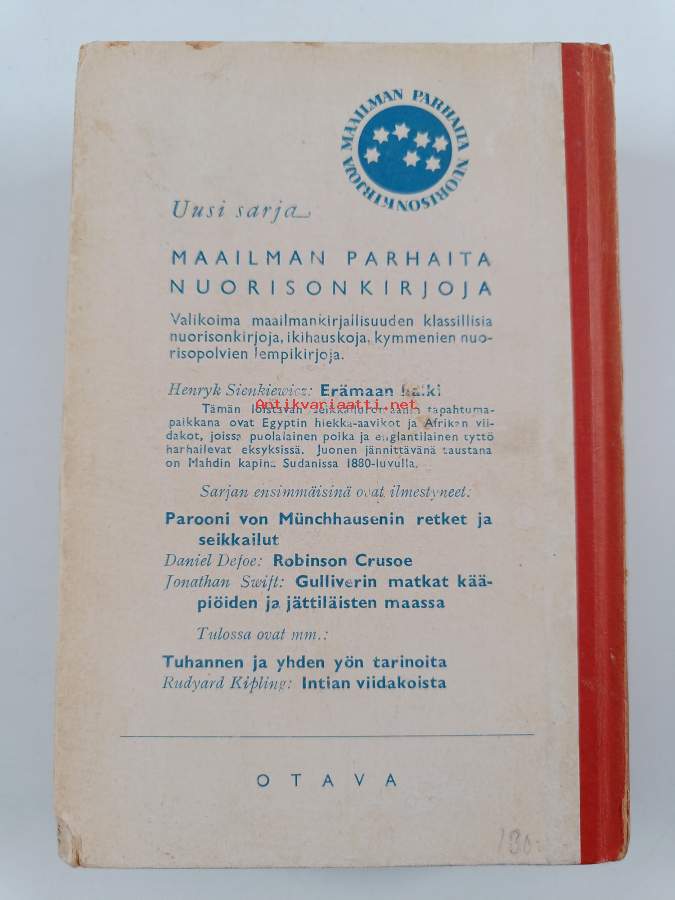 MAAILMAN PARHAITA NUORISONKIRJOJA
Uusi sarja
MAAILMAN PARHAITA
NUORISONKIRJOJA
Valikoima maailmankirjallisuuden klassillisia
nuorisonkirjoja, ikihauskoja, kymmenien nuo-
risopolvien lempikirjoja.
Henryk Sienkiewicz: Erämaan halki
Antikvariaatti.net
Tämän loistavan seikkailuromaanin tapahtuma-
paikkana ovat Egyptin hiekka-aavikot ja Afrikan vii-
dakot, joissa puolalainen poika ja englantilainen tyttö
harhailevat eksyksissä. Juonen jännittävänä taustana
on Mahdin kapina Sudanissa 1880-luvulla.
Sarjan ensimmäisinä ovat ilmestyneet:
Parooni von Münchhausenin retket ja
seikkailut
Daniel Defoe: Robinson Crusoe
Jonathan Swift: Gulliverin matkat kää-
piöiden ja jättiläisten maassa
Tulossa ovat mm.:
Tuhannen ja yhden yön tarinoita
Rudyard Kipling: Intian viidakoista
OTAVA
130:-